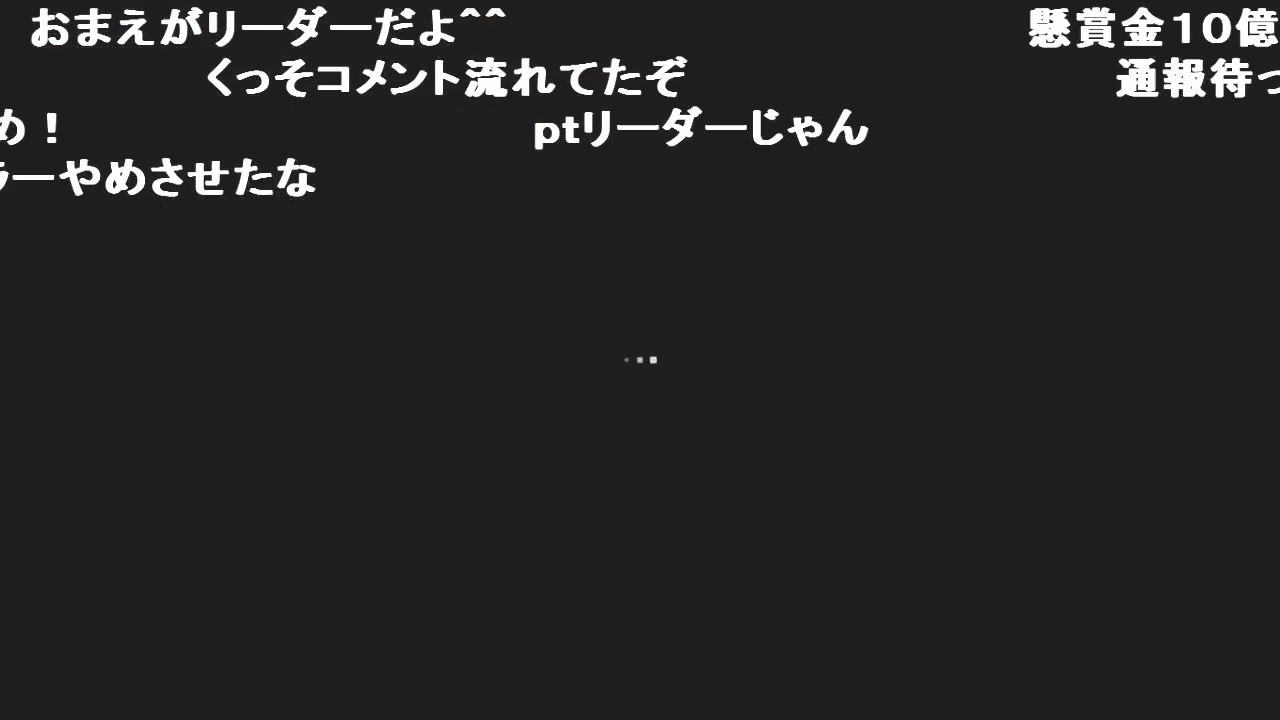 おまえがリーダーだよ^^
懸賞金１０億
くっそコメント流れてたぞ
通報待っ
め！
ptリーダーじゃん
ラーやめさせたな